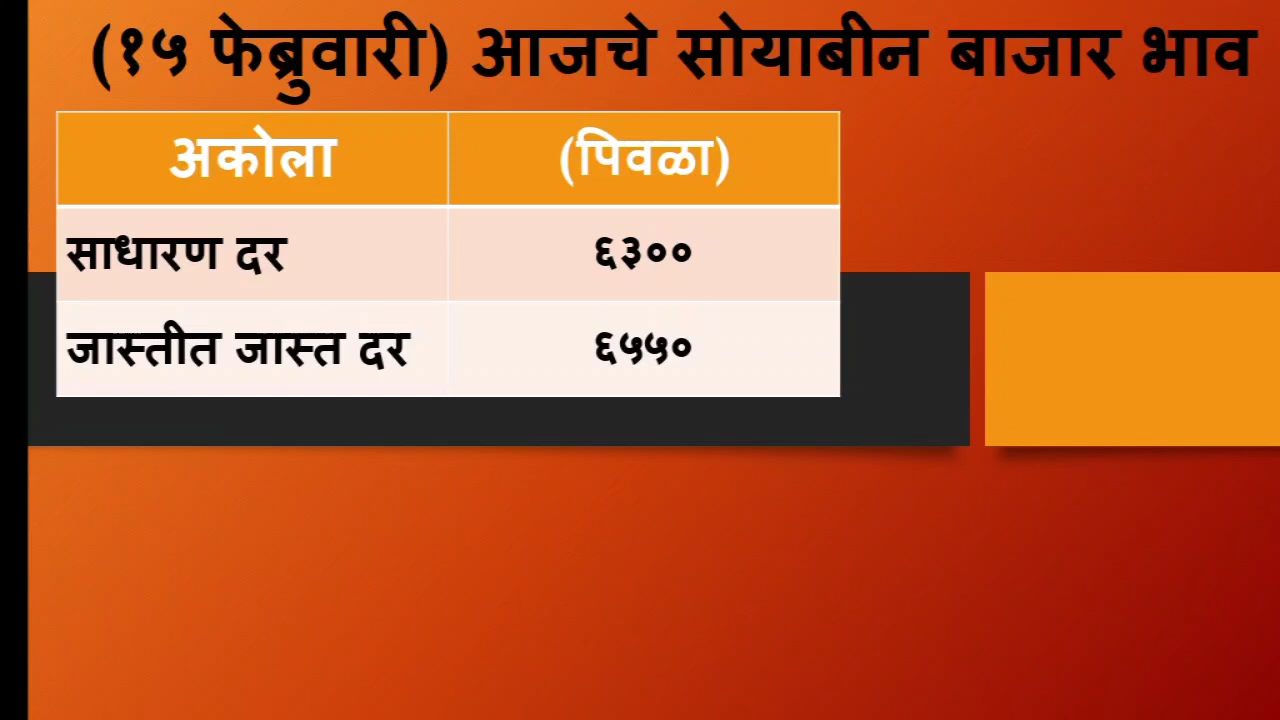 (१५ फेब्रुवारी) आजचे सोयाबीन बाजार भाव
अकोला (पिवळा)
साधारण दर ६३००
जास्तीत जास्त दर ६५५०